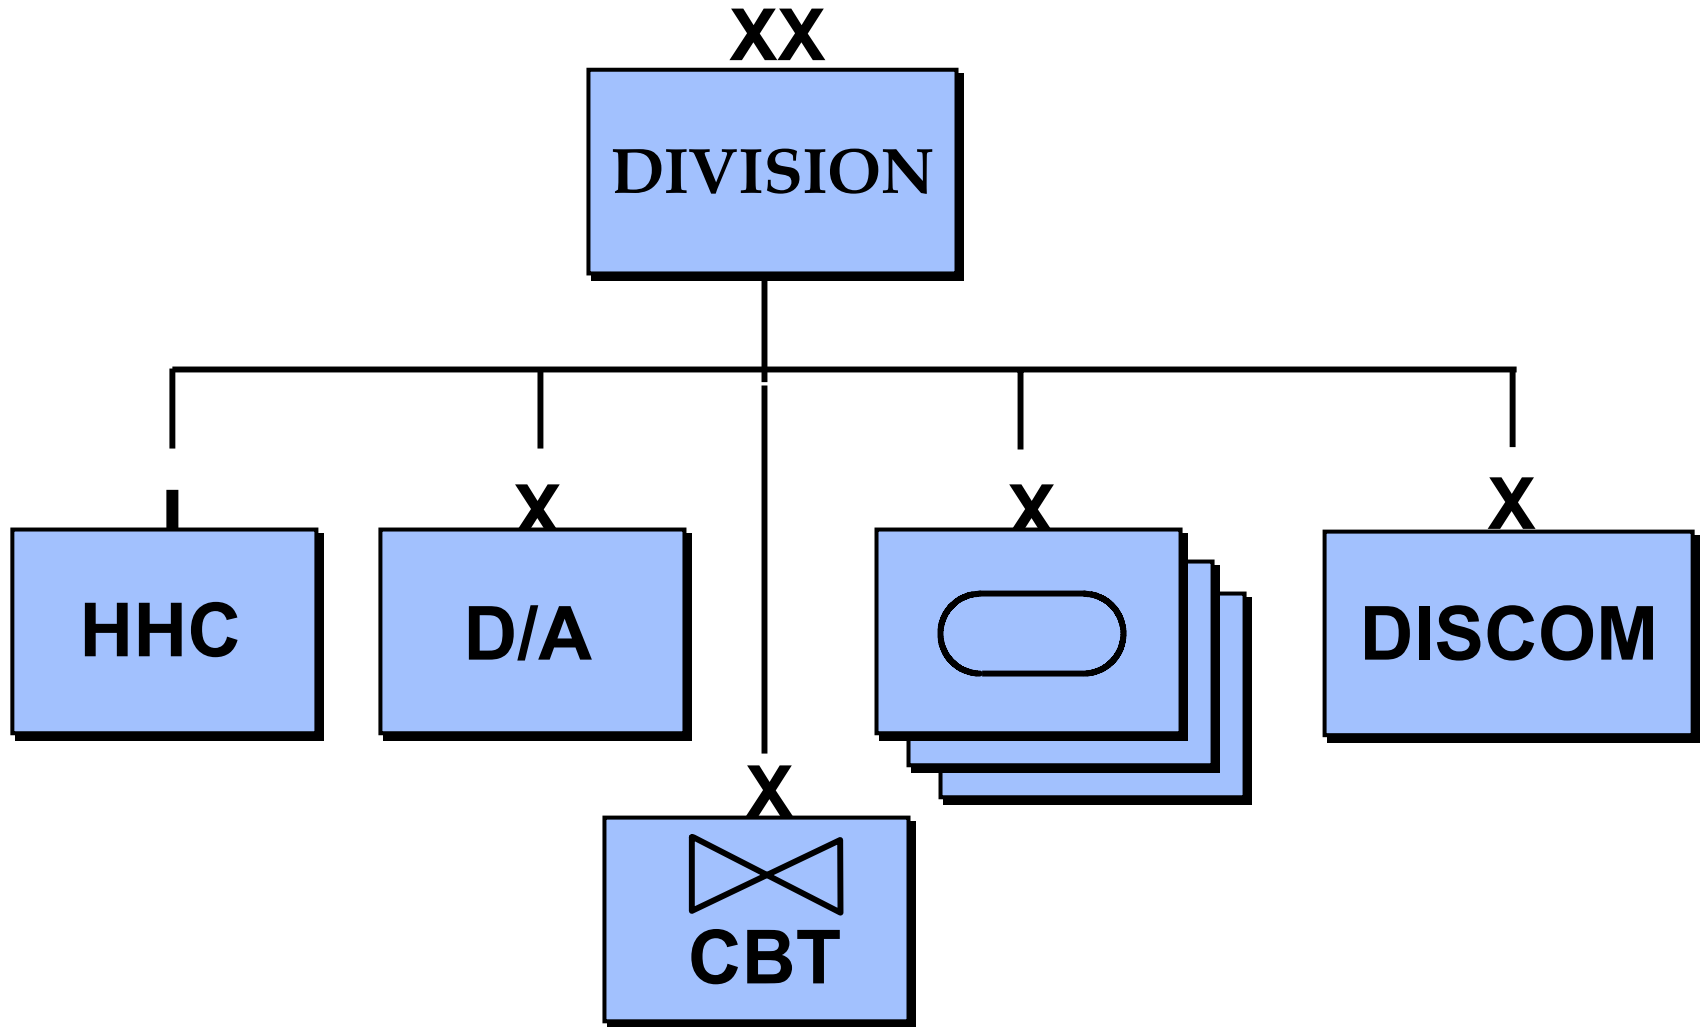 XX
DIVISION
I
X
X
X
HHC
D/A
DISCOM
X
CBT